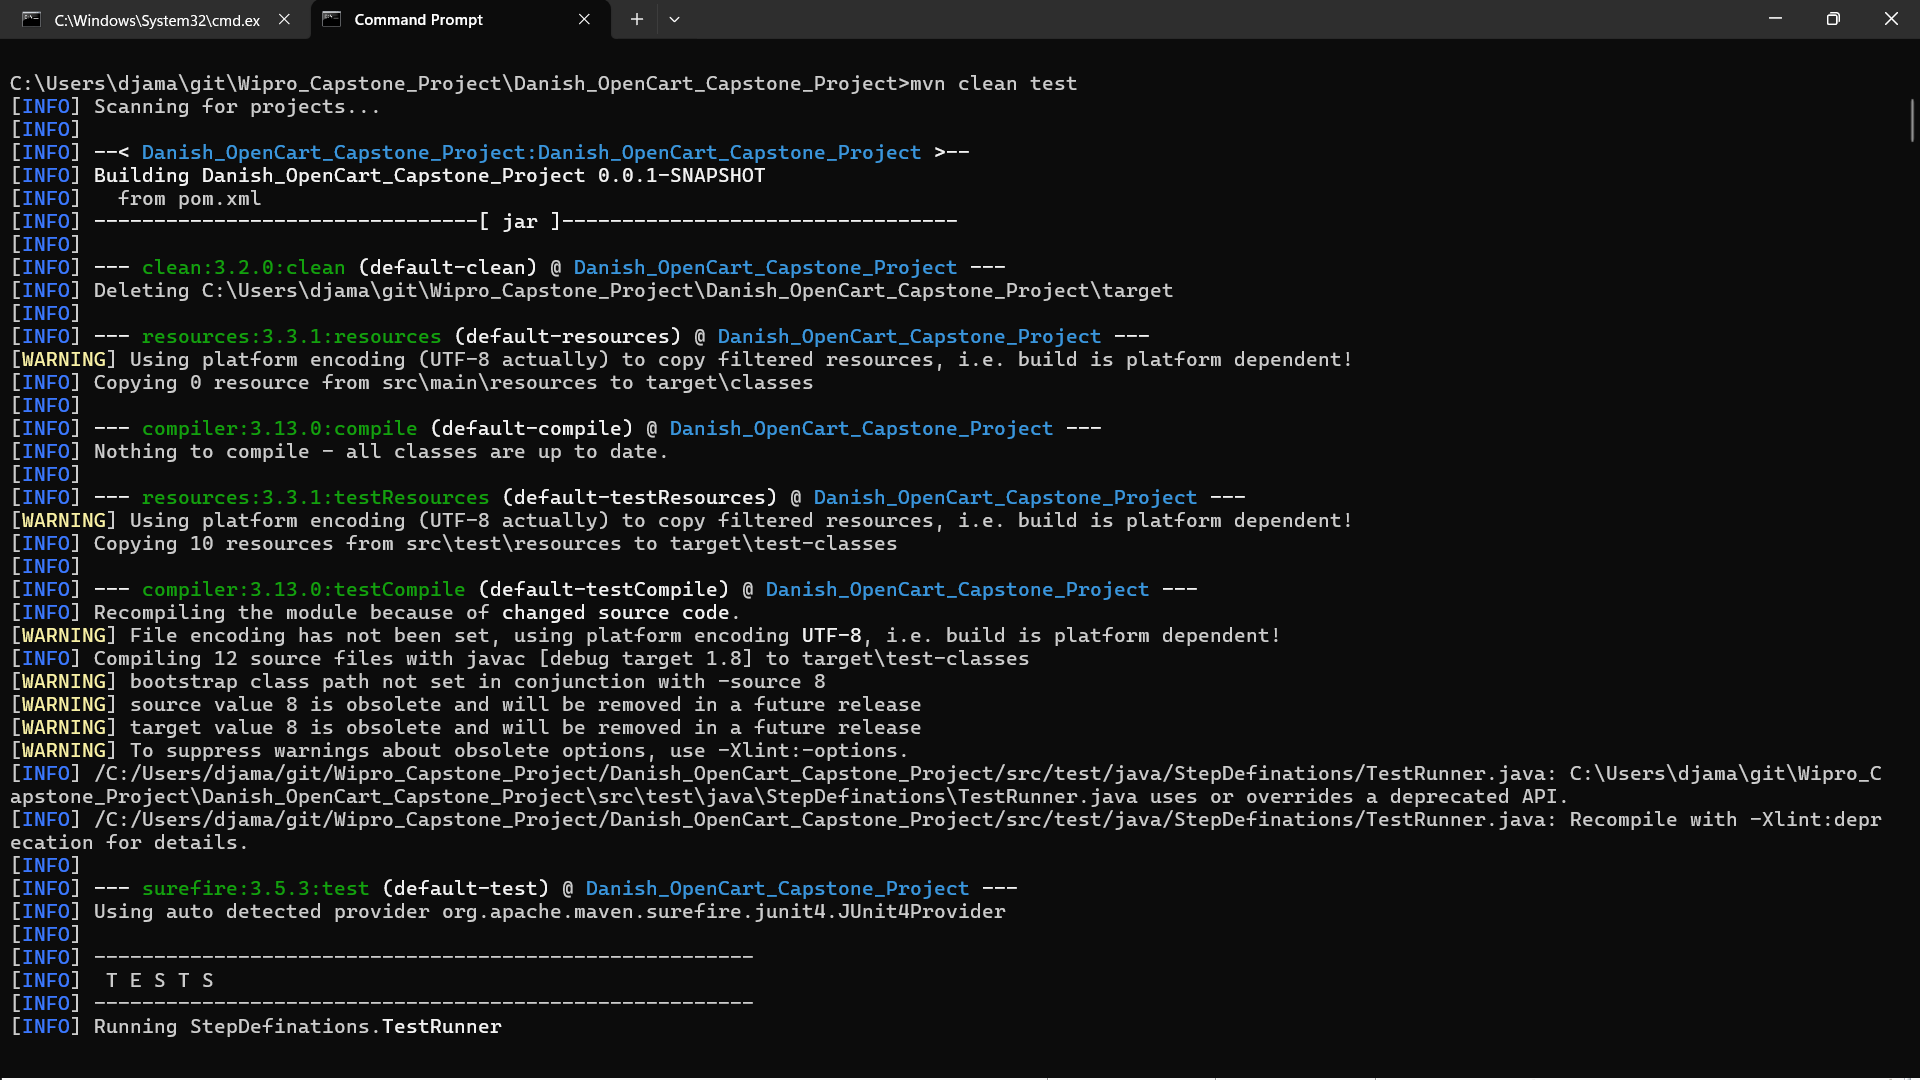 C:\Windows\System32\cmd.ex
Command Prompt
C:\Users\djama\git\Wipro_Capstone_Project\Danish_OpenCart_Capstone_Project>mvn clean test
[INFO] Scanning for projects...
[INFO]
[INFO] --< Danish_OpenCart_Capstone_Project:Danish_OpenCart_Capstone_Project >--
[INFO] Building Danish_OpenCart_Capstone_Project 0.0.1-SNAPSHOT
[INFO]   from pom.xml
[INFO] --------------------------------[ jar ]---------------------------------
[INFO]
[INFO] --- clean:3.2.0:clean (default-clean) @ Danish_OpenCart_Capstone_Project ---
[INFO] Deleting C:\Users\djama\git\Wipro_Capstone_Project\Danish_OpenCart_Capstone_Project\target
[INFO]
[INFO] --- resources:3.3.1:resources (default-resources) @ Danish_OpenCart_Capstone_Project ---
[WARNING] Using platform encoding (UTF-8 actually) to copy filtered resources, i.e. build is platform dependent!
[INFO] Copying 0 resource from src\main\resources to target\classes
[INFO]
[INFO] --- compiler:3.13.0:compile (default-compile) @ Danish_OpenCart_Capstone_Project ---
[INFO] Nothing to compile - all classes are up to date.
[INFO]
[INFO] --- resources:3.3.1:testResources (default-testResources) @ Danish_OpenCart_Capstone_Project ---
[WARNING] Using platform encoding (UTF-8 actually) to copy filtered resources, i.e. build is platform dependent!
[INFO] Copying 10 resources from src\test\resources to target\test-classes
[INFO]
[INFO] --- compiler:3.13.0:testCompile (default-testCompile) @ Danish_OpenCart_Capstone_Project ---
[INFO] Recompiling the module because of changed source code.
[WARNING] File encoding has not been set, using platform encoding UTF-8, i.e. build is platform dependent!
[INFO] Compiling 12 source files with javac [debug target 1.8] to target\test-classes
[WARNING] bootstrap class path not set in conjunction with -source 8
[WARNING] source value 8 is obsolete and will be removed in a future release
[WARNING] target value 8 is obsolete and will be removed in a future release
[WARNING] To suppress warnings about obsolete options, use -Xlint:-options.
[INFO] /C:/Users/djama/git/Wipro_Capstone_Project/Danish_OpenCart_Capstone_Project/src/test/java/StepDefinations/TestRunner.java: C:\Users\djama\git\Wipro_C
apstone_Project\Danish_OpenCart_Capstone_Project\src\test\java\StepDefinations\TestRunner.java uses or overrides a deprecated API.
[INFO] /C:/Users/djama/git/Wipro_Capstone_Project/Danish_OpenCart_Capstone_Project/src/test/java/StepDefinations/TestRunner.java: Recompile with -Xlint:depr
ecation for details.
[INFO]
[INFO] --- surefire:3.5.3:test (default-test) @ Danish_OpenCart_Capstone_Project ---
[INFO] Using auto detected provider org.apache.maven.surefire.junit4.JUnit4Provider
[INFO]
[INFO] -------------------------------------------------------
[INFO]  T E S T S
[INFO] -------------------------------------------------------
[INFO] Running StepDefinations.TestRunner